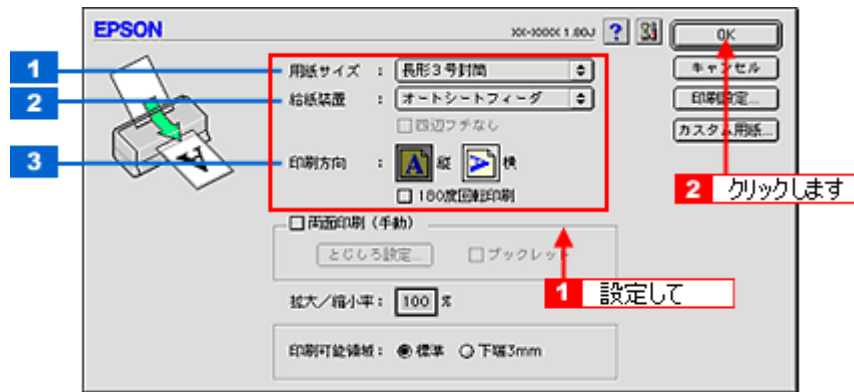 EPSON
XX-XXXX 1.80J
?
OK
1
用紙サイズ :
長形3号封筒
キャンセル
2
給紙装置 :
オートシートフィーダ
印刷設定...
四辺フチなし
カスタム用紙...
3
印刷方向 :
A 縦
A 横
180度回転印刷
2 クリックします
両面印刷(手動)
とじしろ設定...
ブックレット
1 設定して
拡大/縮小率: 100 %
印刷可能領域: 標準 下端3mm
A